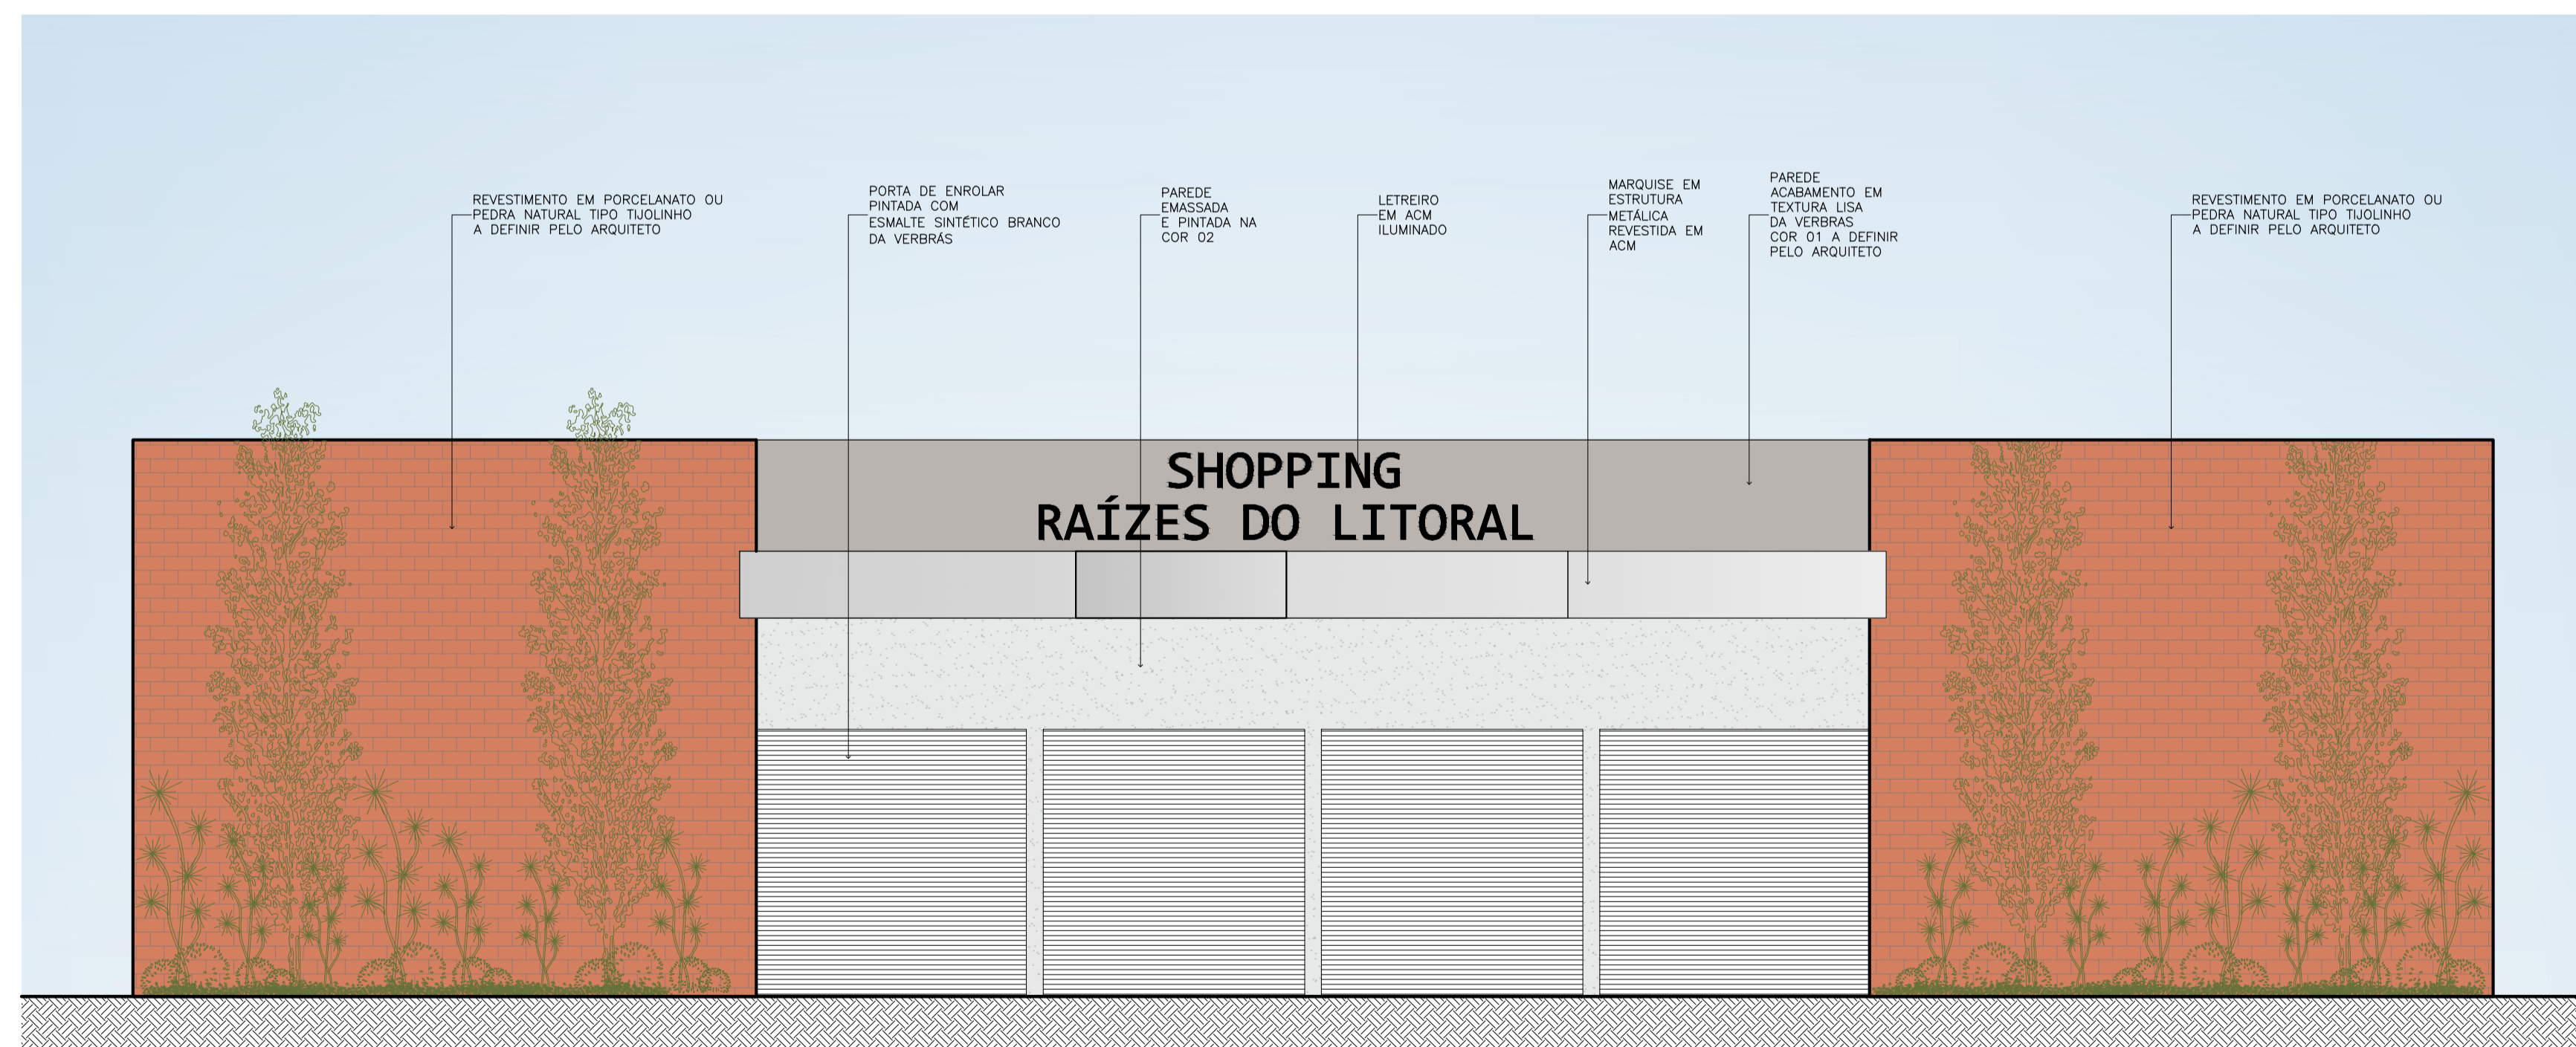 REVESTIMENTO EM PORCELANATO OU
PEDRA NATURAL TIPO TIJOLINHO
A DEFINIR PELO ARQUITETO
PORTA DE ENROLAR
PINTADA COM
ESMALTE SINTÉTICO BRANCO
DA VERBRÁS
PAREDE
EMASSADA
E PINTADA NA
COR 02
LETREIRO
EM ACM
ILUMINADO
MARQUISE EM
ESTRUTURA
METÁLICA
REVESTIDA EM
ACM
PAREDE
ACABAMENTO EM
TEXTURA LISA
DA VERBRAS
COR 01 A DEFINIR
PELO ARQUITETO
REVESTIMENTO EM PORCELANATO OU
PEDRA NATURAL TIPO TIJOLINHO
A DEFINIR PELO ARQUITETO
SHOPPING
RAÍZES DO LITORAL